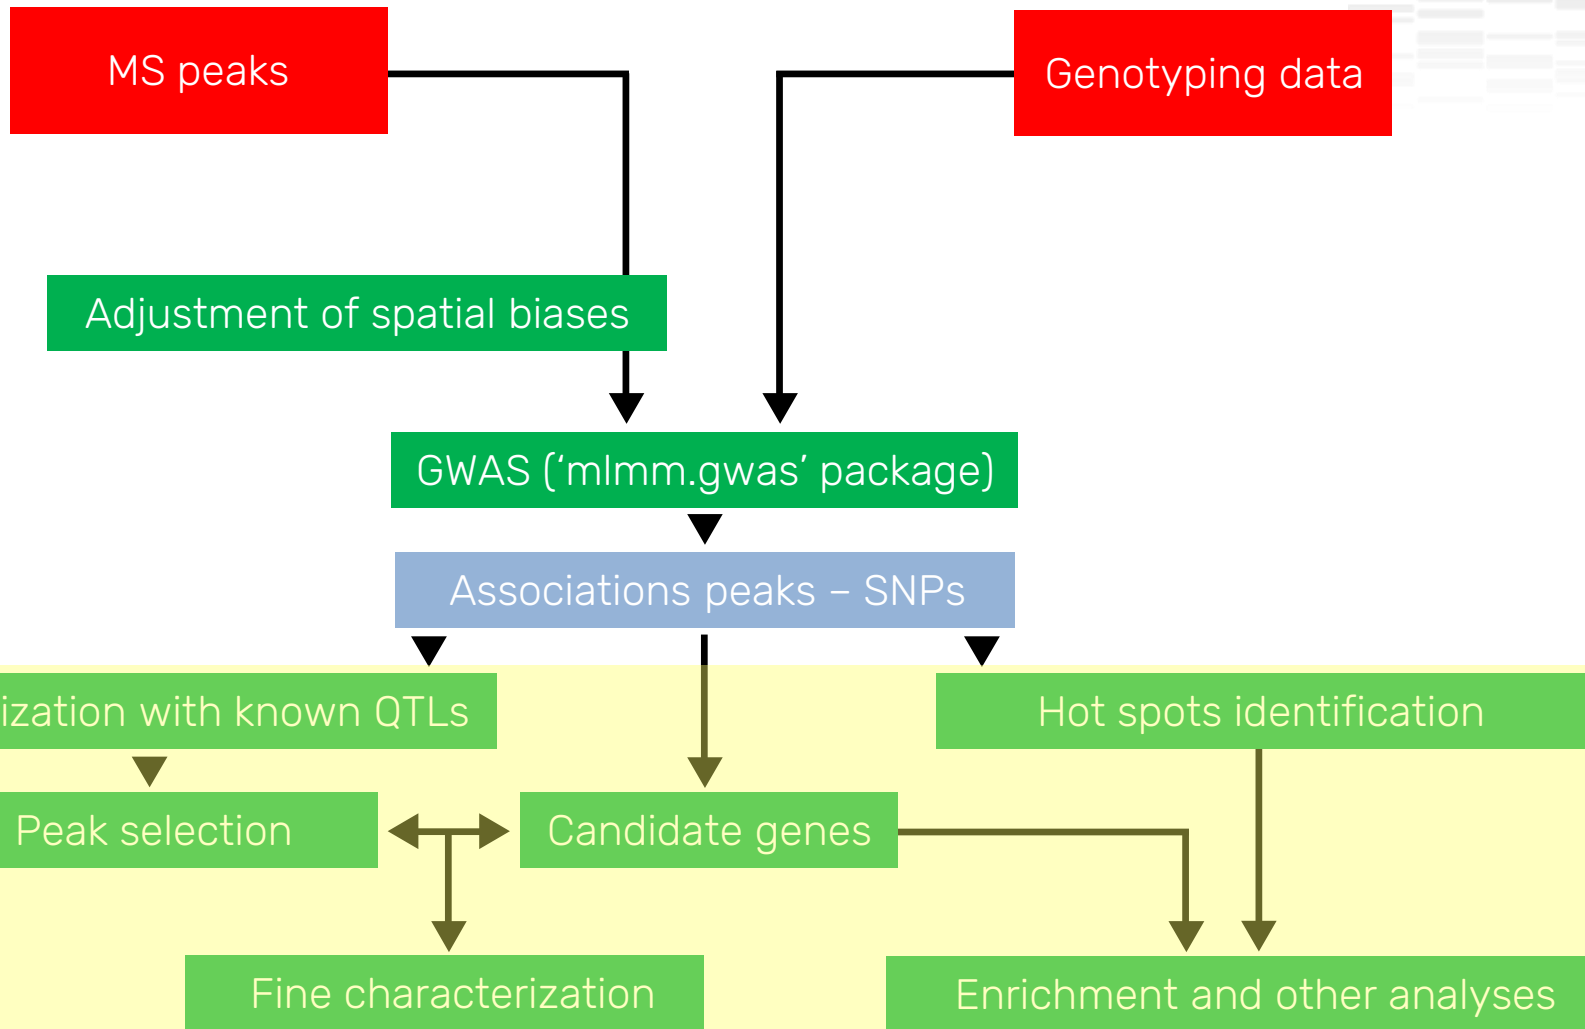 MS peaks
Genotyping data
Adjustment of spatial biases
GWAS (‘mlmm.gwas’ package)
Associations peaks – SNPs
ization with known QTLs
Hot spots identification
Peak selection
Candidate genes
Fine characterization
Enrichment and other analyses